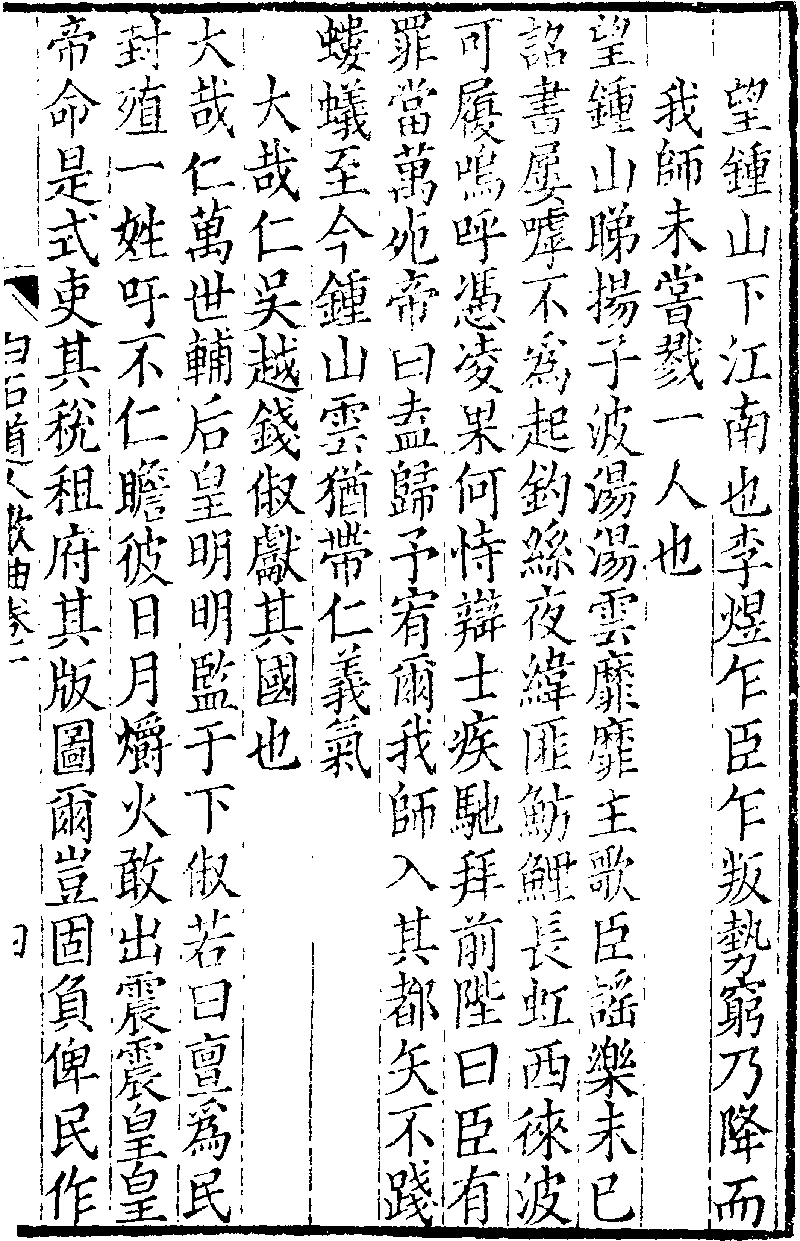 望鍾山下江南也李煜乍臣乍叛勢窮乃降而
我師未嘗戮一人也
望鍾山睇揚子波湯湯雲靡靡主歌臣謡樂未已
詔書屡嘑不爲起釣絲夜緯匪魴鯉長虹西徠波
可履嗚呼憑凌果何恃辯士疾馳拜前陛曰臣有
罪當萬死帝曰盍歸予宥爾我師入其都矢不踐
螻蟻至今鍾山雲猶帶仁義氣
大哉仁吳越錢俶獻其國也
大哉仁萬世輔后皇明明監于下俶若曰亶爲民
封殖一姓吁不仁瞻彼日月爝火敢出震震皇皇
帝命是式吏其稅租府其版圖爾豈固負俾民作
白石道人歌曲卷二